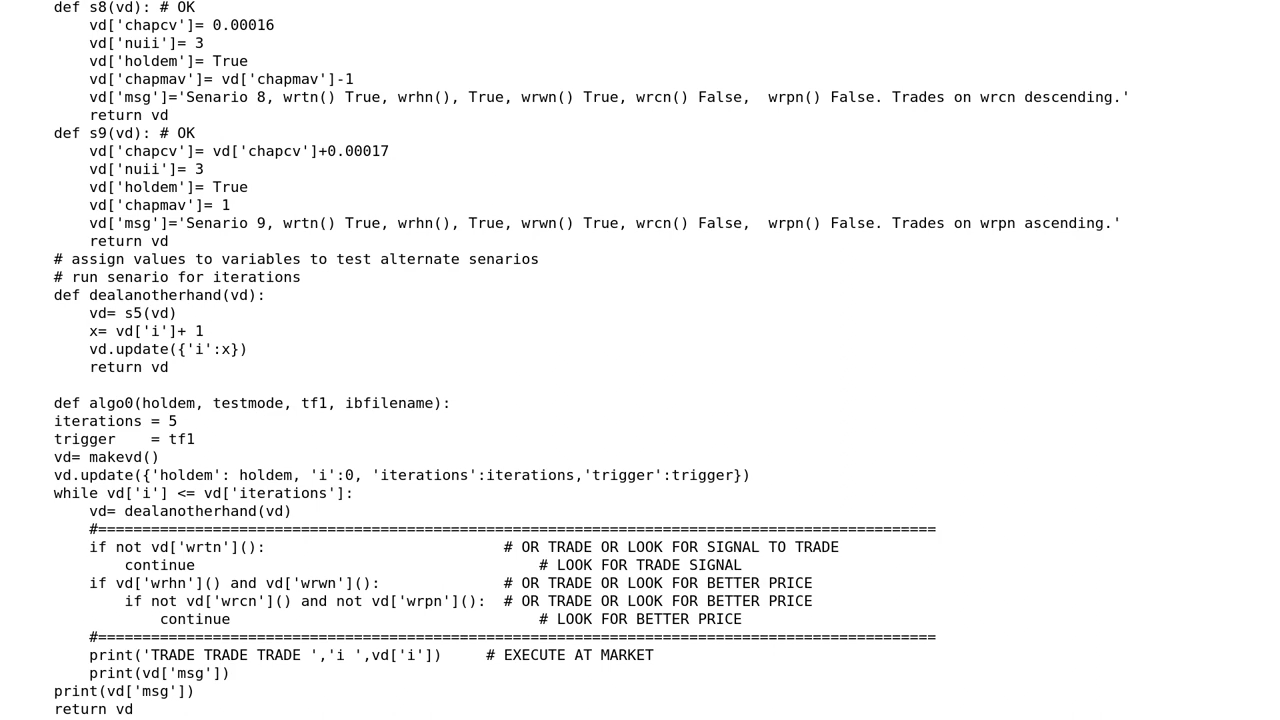 def s8(vd): # OK
    vd['chapcv']= 0.00016
    vd['nuii']= 3
    vd['holdem']= True
    vd['chapmav']= vd['chapmav']-1
    vd['msg']='Senario 8, wrtn() True, wrhn(), True, wrwn() True, wrcn() False,  wrpn() False. Trades on wrcn descending.'
    return vd
def s9(vd): # OK
    vd['chapcv']= vd['chapcv']+0.00017
    vd['nuii']= 3
    vd['holdem']= True
    vd['chapmav']= 1
    vd['msg']='Senario 9, wrtn() True, wrhn(), True, wrwn() True, wrcn() False,  wrpn() False. Trades on wrpn ascending.'
    return vd
# assign values to variables to test alternate senarios
# run senario for iterations
def dealanotherhand(vd):
    vd= s5(vd)
    x= vd['i']+ 1
    vd.update({'i':x})
    return vd

def algo0(holdem, testmode, tf1, ibfilename):
iterations = 5
trigger    = tf1
vd= makevd()
vd.update({'holdem': holdem, 'i':0, 'iterations':iterations,'trigger':trigger})
while vd['i'] <= vd['iterations']:
    vd= dealanotherhand(vd)
    #===============================================================================================
    if not vd['wrtn']():                           # OR TRADE OR LOOK FOR SIGNAL TO TRADE
        continue                                       # LOOK FOR TRADE SIGNAL
    if vd['wrhn']() and vd['wrwn']():              # OR TRADE OR LOOK FOR BETTER PRICE
        if not vd['wrcn']() and not vd['wrpn']():  # OR TRADE OR LOOK FOR BETTER PRICE
            continue                                   # LOOK FOR BETTER PRICE
    #===============================================================================================
    print('TRADE TRADE TRADE ','i ',vd['i'])     # EXECUTE AT MARKET
    print(vd['msg'])
print(vd['msg'])
return vd